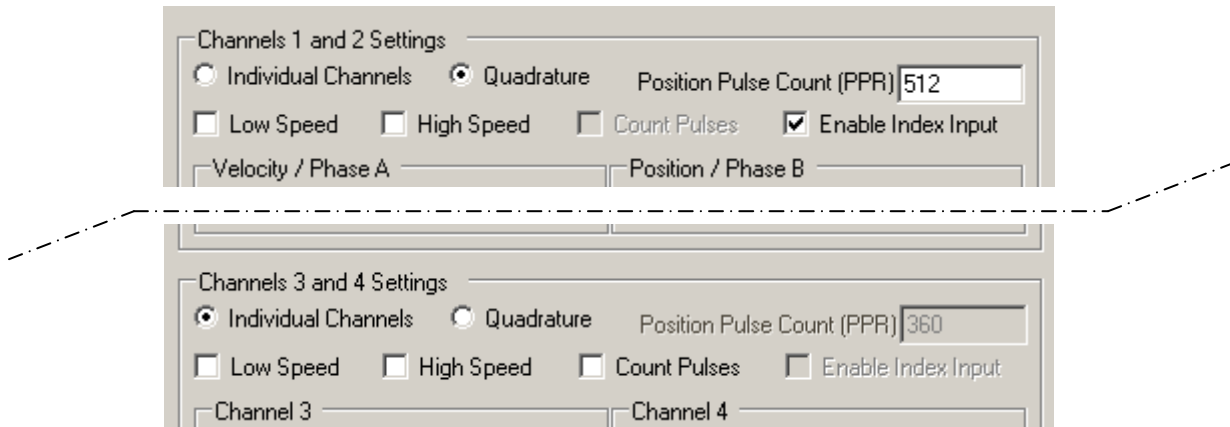 Channels 1 and 2 Settings
Individual Channels Quadrature Position Pulse Count (PPR) 512
Low Speed High Speed Count Pulses Enable Index Input
Velocity / Phase A Position / Phase B
Channels 3 and 4 Settings
Individual Channels Quadrature Position Pulse Count (PPR) 360
Low Speed High Speed Count Pulses Enable Index Input
Channel 3 Channel 4